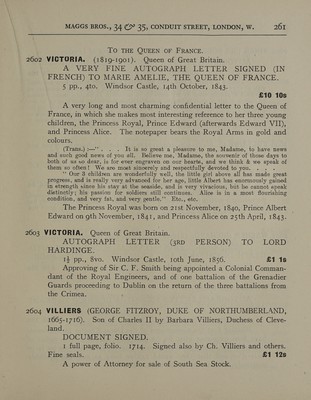 MAGGS BROS., 34 & 35, CONDUIT STREET, LONDON, W. 261
TO THE QUEEN OF FRANCE.
2602 VICTORIA. (1819-1901). Queen of Great Britain.
A VERY FINE AUTOGRAPH LETTER SIGNED (IN
FRENCH) TO MARIE AMELIE, THE QUEEN OF FRANCE.
5 pp., 4to. Windsor Castle, 14th October, 1843.
£10 10s
A very long and most charming confidential letter to the Queen of
France, in which she makes most interesting reference to her three young
children, the Princess Royal, Prince Edward (afterwards Edward VII),
and Princess Alice. The notepaper bears the Royal Arms in gold and
colours.
(Trans.) :—" . . . It is so great a pleasure to me, Madame, to have news
and such good news of you all. Believe me, Madame, the souvenir of those days to
both of us so dear, is for ever engraven on our hearts, and we think & we speak of
them so often! We are most sincerely and respectfully devoted to you. . . .
" Our 3 children are wonderfully well, the little girl above all has made great
progress, and is really very advanced for her age, little Albert has enormously gained
in strength since his stay at the seaside, and is very vivacious, but he cannot speak
distinctly; his passion for soldiers still continues. Alice is in a most flourishing
condition, and very fat, and very gentle." Etc., etc.
The Princess Royal was born on 21st November, 1840, Prince Albert
Edward on 9th November, 1841, and Princess Alice on 25th April, 1843.
2603 VICTORIA. Queen of Great Britain.
AUTOGRAPH LETTER (3RD PERSON) TO LORD
HARDINGE.
1½ pp., 8vo. Windsor Castle, 10th June, 1856. £1 1s
Approving of Sir C. F. Smith being appointed a Colonial Comman-
dant of the Royal Engineers, and of one battalion of the Grenadier
Guards proceeding to Dublin on the return of the three battalions from
the Crimea.
2604 VILLIERS (GEORGE FITZROY, DUKE OF NORTHUMBERLAND,
1665-1716). Son of Charles II by Barbara Villiers, Duchess of Cleve-
land.
DOCUMENT SIGNED.
1 full page, folio. 1714. Signed also by Ch. Villiers and others.
Fine seals. £1 12s
A power of Attorney for sale of South Sea Stock.